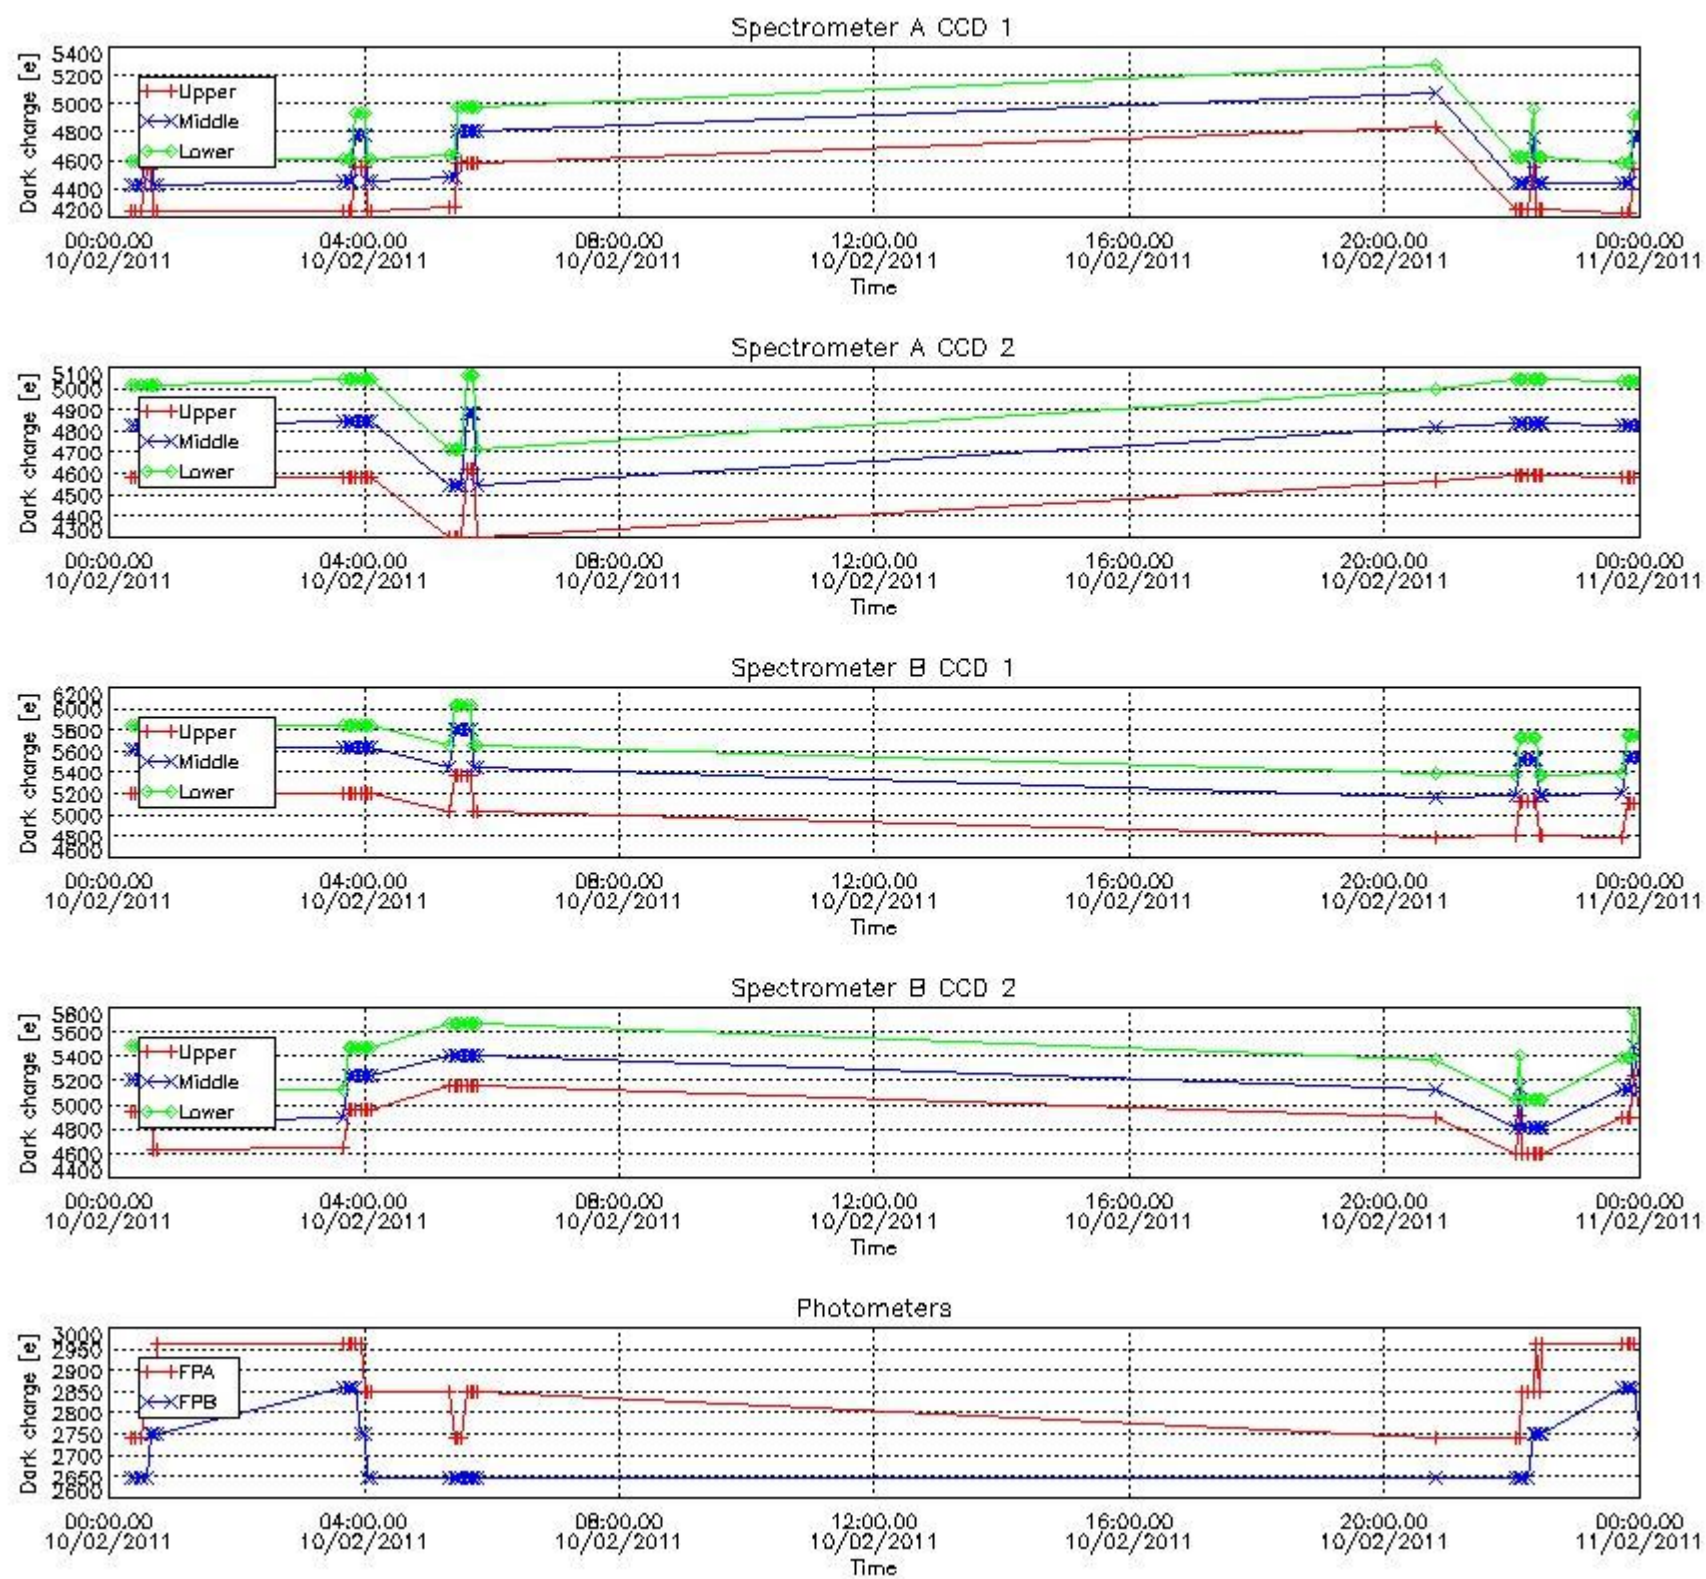 Spectrometer A CCD 1
Dark charge [e]
5400
5200
5000
4800
4600
4400
4200
Upper
Middle
Lower
00:00.00 04:00.00 08:00.00 12:00.00 16:00.00 20:00.00 00:00.00
10/02/2011 10/02/2011 10/02/2011 10/02/2011 10/02/2011 10/02/2011 11/02/2011
Time
Spectrometer A CCD 2
Dark charge [e]
5100
5000
4900
4800
4700
4600
4500
4400
4300
Upper
Middle
Lower
00:00.00 04:00.00 08:00.00 12:00.00 16:00.00 20:00.00 00:00.00
10/02/2011 10/02/2011 10/02/2011 10/02/2011 10/02/2011 10/02/2011 11/02/2011
Time
Spectrometer B CCD 1
Dark charge [e]
6200
6000
5800
5600
5400
5200
5000
4800
4600
Upper
Middle
Lower
00:00.00 04:00.00 08:00.00 12:00.00 16:00.00 20:00.00 00:00.00
10/02/2011 10/02/2011 10/02/2011 10/02/2011 10/02/2011 10/02/2011 11/02/2011
Time
Spectrometer B CCD 2
Dark charge [e]
5800
5600
5400
5200
5000
4800
4600
4400
Upper
Middle
Lower
00:00.00 04:00.00 08:00.00 12:00.00 16:00.00 20:00.00 00:00.00
10/02/2011 10/02/2011 10/02/2011 10/02/2011 10/02/2011 10/02/2011 11/02/2011
Time
Photometers
Dark charge [e]
3000
2950
2900
2850
2800
2750
2700
2650
2600
FPA
FPB
00:00.00 04:00.00 08:00.00 12:00.00 16:00.00 20:00.00 00:00.00
10/02/2011 10/02/2011 10/02/2011 10/02/2011 10/02/2011 10/02/2011 11/02/2011
Time